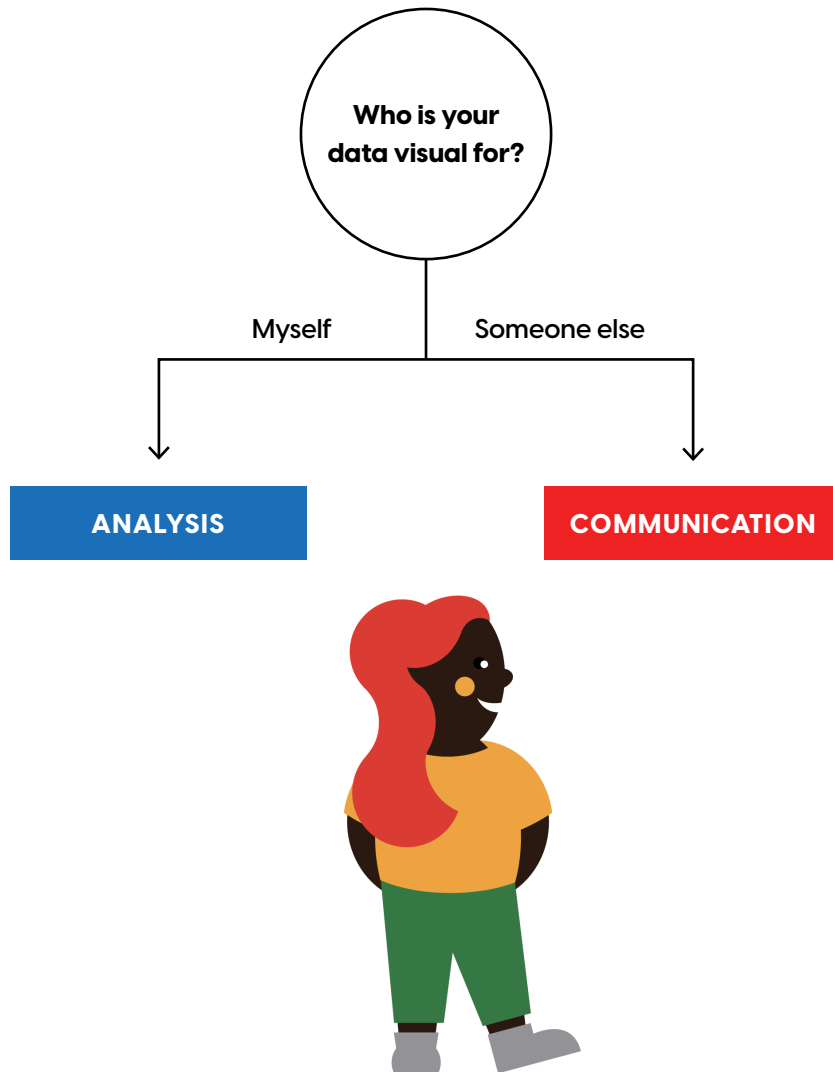 Who is your
data visual for?
Myself
Someone else
ANALYSIS
COMMUNICATION